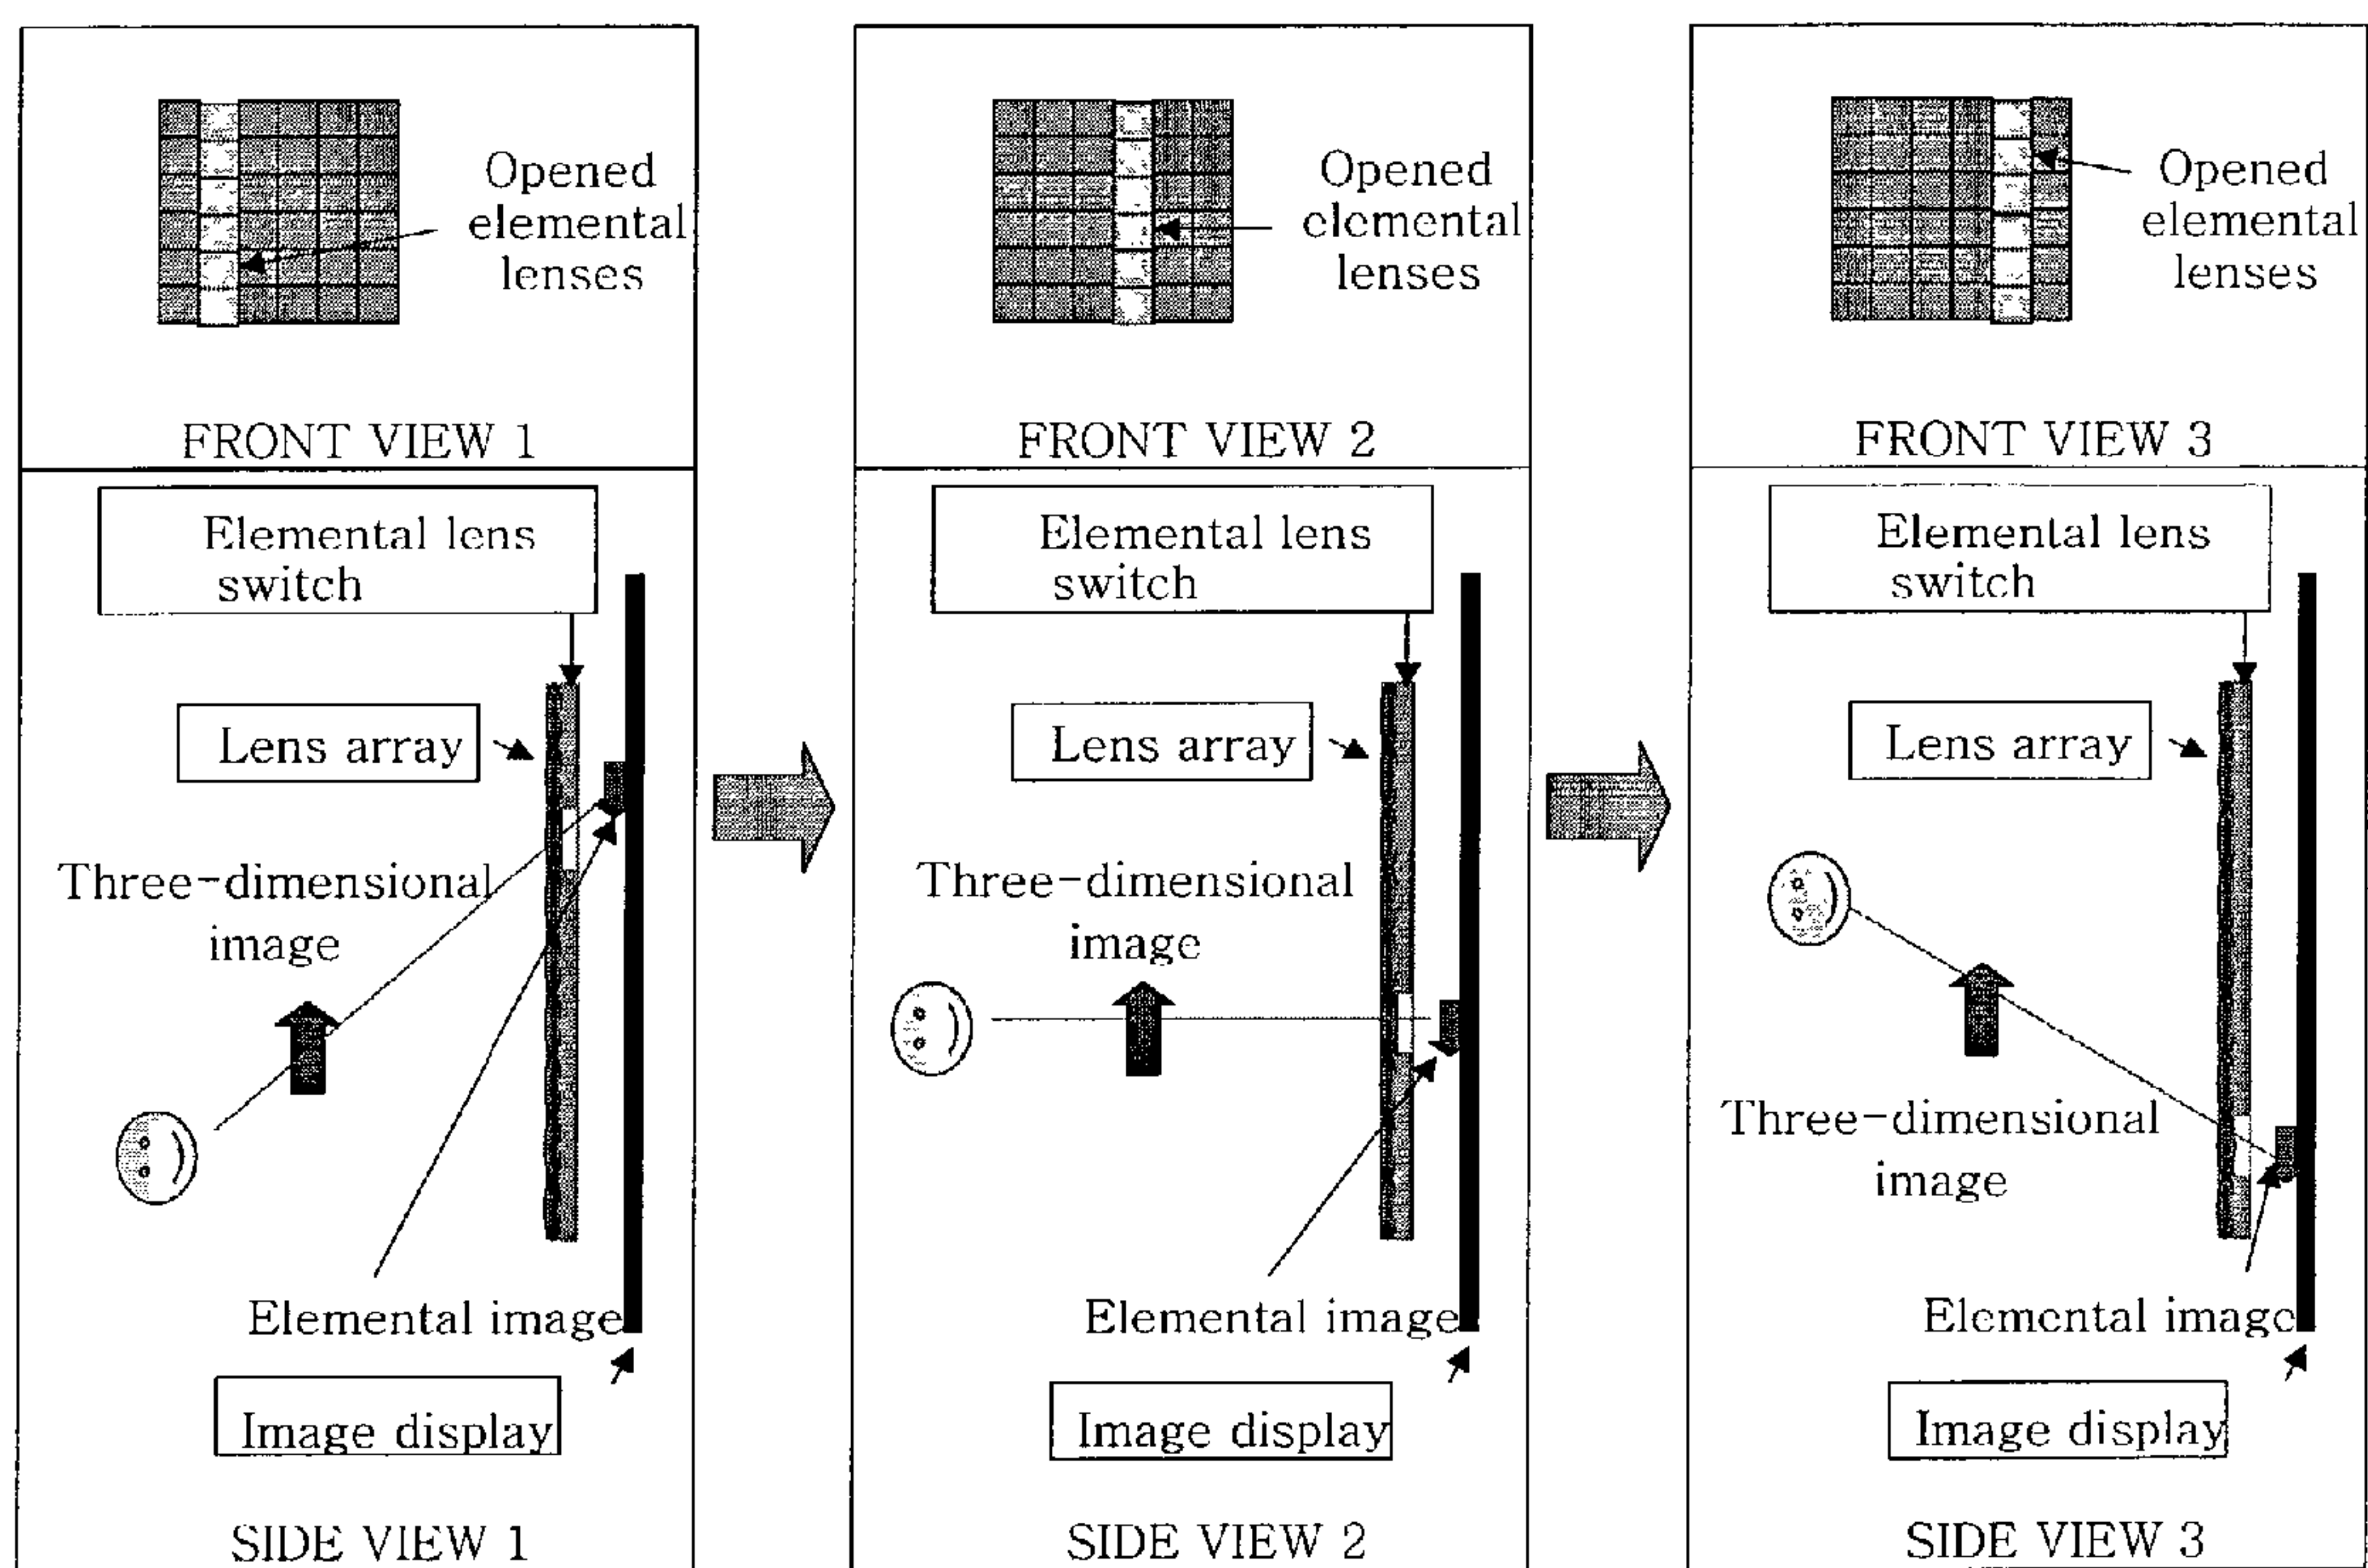 Opened
elemental
lenses
FRONT VIEW 1
Elemental lens
switch
Lens array
Three-dimensional
image
Elemental image
Image display
SIDE VIEW 1
Opened
elemental
lenses
FRONT VIEW 2
Elemental lens
switch
Lens array
Three-dimensional
image
Elemental image
Image display
SIDE VIEW 2
Opened
elemental
lenses
FRONT VIEW 3
Elemental lens
switch
Lens array
Three-dimensional
image
Elemental image
Image display
SIDE VIEW 3